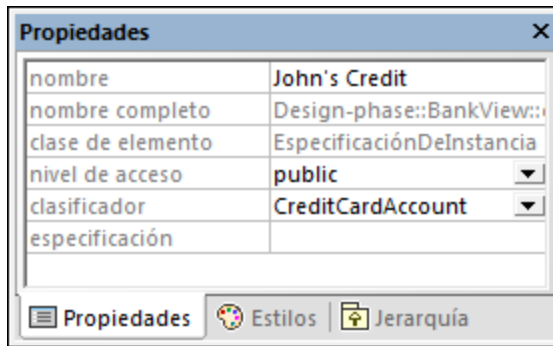 Propiedades
nombre John's Credit
nombre completo Design-phase::BankView::
clase de elemento EspecificaciónDeInstancia
nivel de acceso public
clasificador CreditCardAccount
especificación
Propiedades Estilos Jerarquía